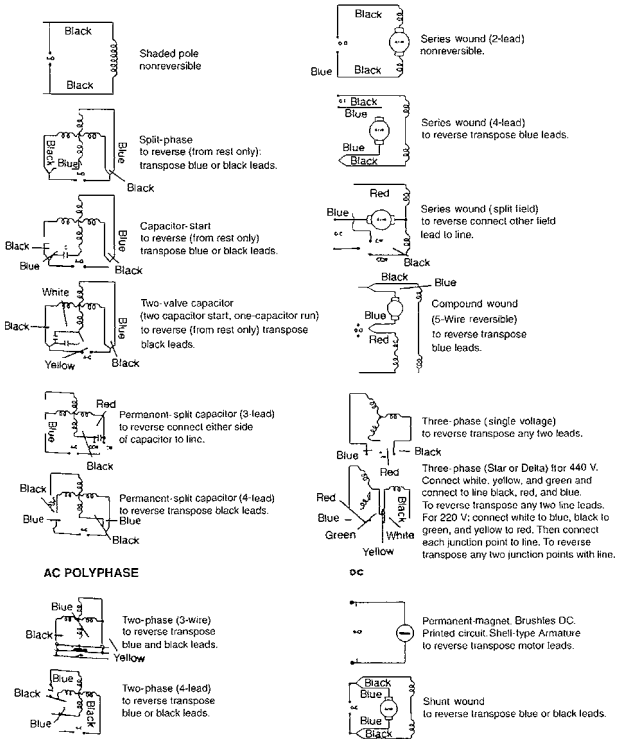 Black
Black
Shaded pole
nonreversible
Black
Blue
Black
Series wound (2-lead)
nonreversible.
Black
Blue
Blue
Black
Split-phase
to reverse (from rest only):
transpose blue or black leads.
Black
Blue
Black
Series wound (4-lead)
to reverse transpose blue leads.
Black
Blue
Blue
Black
Capacitor-start
to reverse (from rest only)
transpose blue or black leads.
Red
Blue
Black
Series wound (split field)
to reverse connect other field
lead to line.
White
Black
Yellow
Black
Two-valve capacitor
(two capacitor start, one-capacitor run)
to reverse (from rest only) transpose
black leads.
Black
Blue
Blue
Red
Compound wound
(5-Wire reversible)
to reverse transpose
blue leads.
Blue
Red
Black
Permanent-split capacitor (3-lead)
to reverse connect either side
of capacitor to line.
Blue
Red
Black
Three-phase (single voltage)
to reverse transpose any two leads.
Black
Blue
Blue
Black
Permanent-split capacitor (4-lead)
to reverse transpose black leads.
Red
Blue
Green
Yellow
White
Black
Three-phase (Star or Delta) for 440 V.
Connect white, yellow, and green and
connect to line black, red, and blue.
To reverse transpose any two line leads.
For 220 V: connect white to blue, black to
green, and yellow to red. Then connect
each junction point to line. To reverse
transpose any two junction points with line.
AC POLYPHASE
DC
Blue
Black
Yellow
Two-phase (3-wire)
to reverse transpose
blue and black leads.
Permanent-magnet. Brushles DC.
Printed circuit. Shell-type Armature
to reverse transpose motor leads.
Blue
Black
Blue
Black
Two-phase (4-lead)
to reverse transpose
blue or black leads.
Black
Blue
Blue
Black
Shunt wound
to reverse transpose blue or black leads.